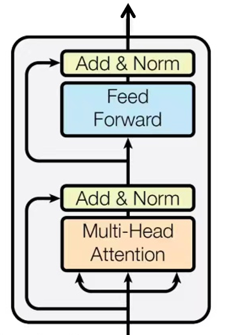 Add & Norm
Feed
Forward
Add & Norm
Multi-Head
Attention